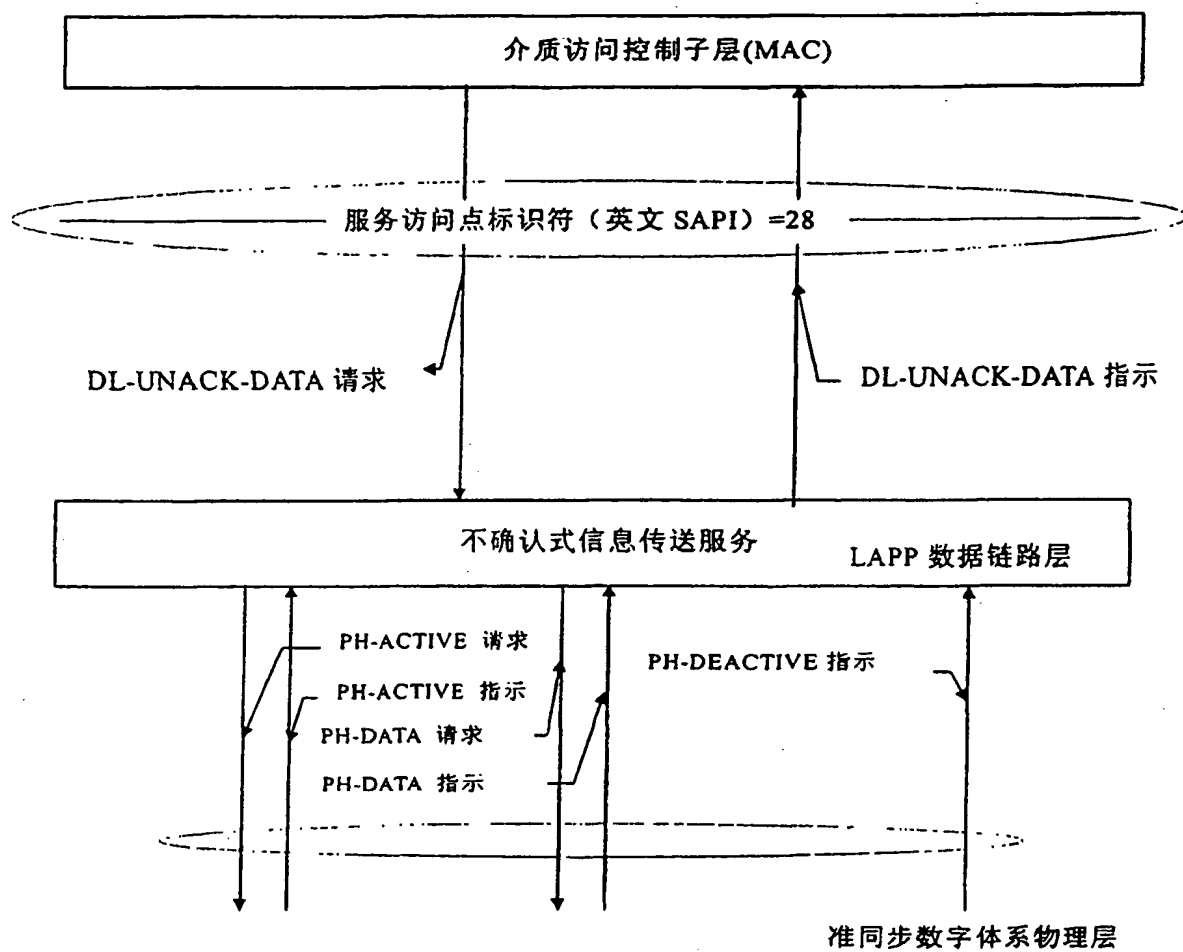 介质访问控制子层(MAC)
服务访问点标识符（英文 SAPI）=28
DL-UNACK-DATA 请求
DL-UNACK-DATA 指示
不确认式信息传送服务
LAPP 数据链路层
PH-ACTIVE 请求
PH-DEACTIVE 指示
PH-ACTIVE 指示
PH-DATA 请求
PH-DATA 指示
准同步数字体系物理层